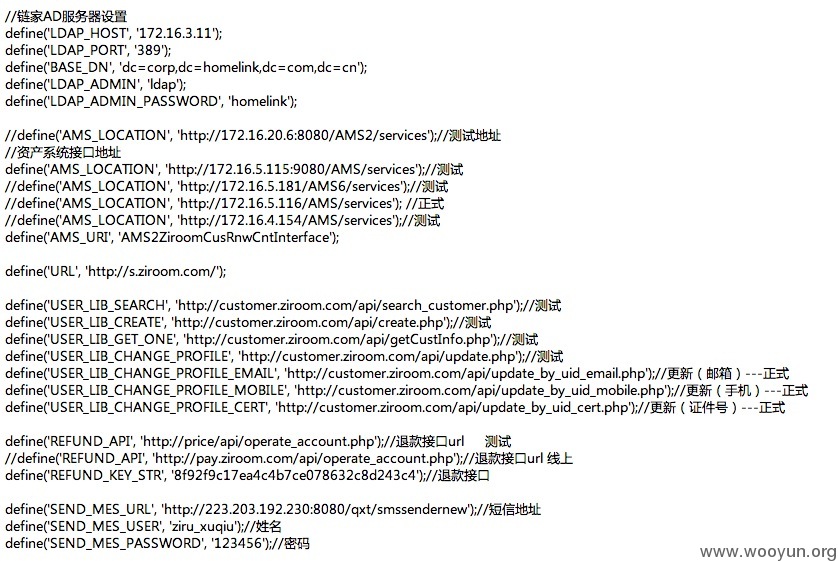 //链家AD服务器设置
define('LDAP_HOST', '172.16.3.11');
define('LDAP_PORT', '389');
define('BASE_DN', 'dc=corp,dc=homelink,dc=com,dc=cn');
define('LDAP_ADMIN', 'ldap');
define('LDAP_ADMIN_PASSWORD', 'homelink');
//define('AMS_LOCATION', 'http://172.16.20.6:8080/AMS2/services');//测试地址
//资产系统接口地址
define('AMS_LOCATION', 'http://172.16.5.115:9080/AMS/services');//测试
//define('AMS_LOCATION', 'http://172.16.5.181/AMS6/services');//测试
//define('AMS_LOCATION', 'http://172.16.5.116/AMS/services'); //正式
//define('AMS_LOCATION', 'http://172.16.4.154/AMS/services');//测试
define('AMS_URI', 'AMS2ZiroomCusRnwCntInterface');
define('URL', 'http://s.ziroom.com/');
define('USER_LIB_SEARCH', 'http://customer.ziroom.com/api/search_customer.php');//测试
define('USER_LIB_CREATE', 'http://customer.ziroom.com/api/create.php');//测试
define('USER_LIB_GET_ONE', 'http://customer.ziroom.com/api/getCustInfo.php');//测试
define('USER_LIB_CHANGE_PROFILE', 'http://customer.ziroom.com/api/update.php');//测试
define('USER_LIB_CHANGE_PROFILE_EMAIL', 'http://customer.ziroom.com/api/update_by_uid_email.php');//更新（邮箱）---正式
define('USER_LIB_CHANGE_PROFILE_MOBILE', 'http://customer.ziroom.com/api/update_by_uid_mobile.php');//更新（手机）---正式
define('USER_LIB_CHANGE_PROFILE_CERT', 'http://customer.ziroom.com/api/update_by_uid_cert.php');//更新（证件号）---正式
define('REFUND_API', 'http://price/api/operate_account.php');//退款接口url 测试
//define('REFUND_API', 'http://pay.ziroom.com/api/operate_account.php');//退款接口url 线上
define('REFUND_KEY_STR', '8f92f9c17ea4c4b7ce078632c8d243c4');//退款接口
define('SEND_MES_URL', 'http://223.203.192.230:8080/qxt/smssendernew');//短信地址
define('SEND_MES_USER', 'ziru_xuqiu');//姓名
define('SEND_MES_PASSWORD', '123456');//密码
www.wooyun.org